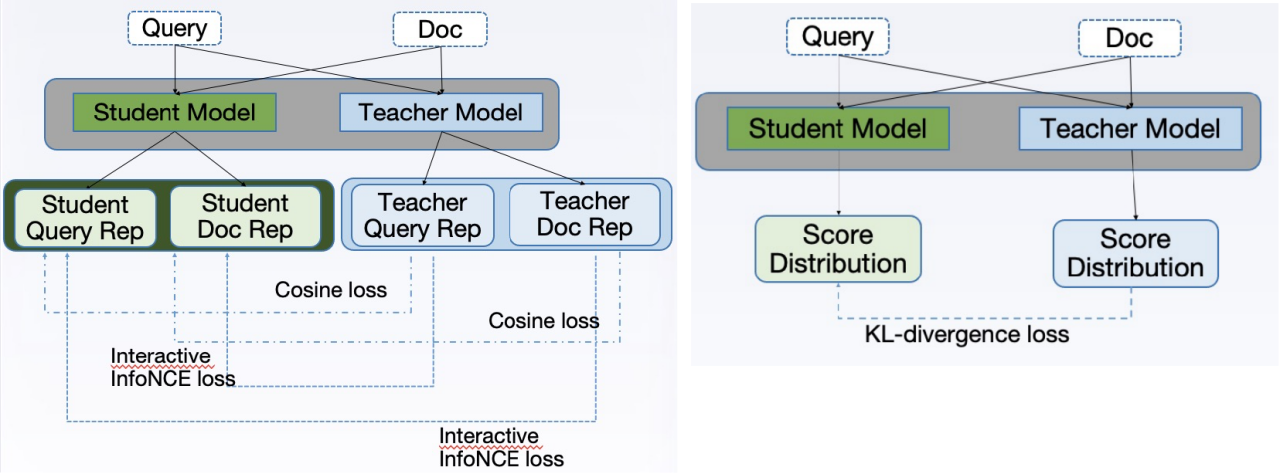 Query
Doc
Student Model
Teacher Model
Student
Query Rep
Student
Doc Rep
Teacher
Query Rep
Teacher
Doc Rep
Cosine loss
Cosine loss
Interactive
InfoNCE loss
Interactive
InfoNCE loss
Query
Doc
Student Model
Teacher Model
Score
Distribution
Score
Distribution
KL-divergence loss